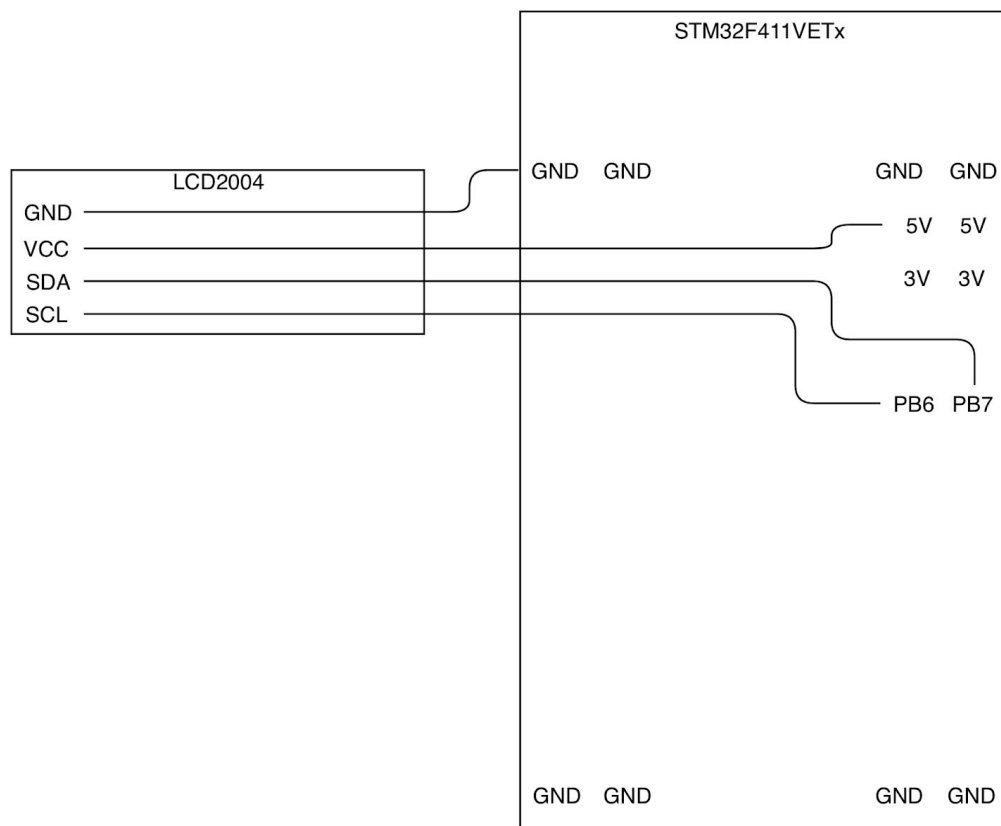 STM32F411VETx
LCD2004
GND GND GND GND GND
VCC 5V 5V
SDA 3V 3V
SCL
PB6 PB7
GND GND GND GND